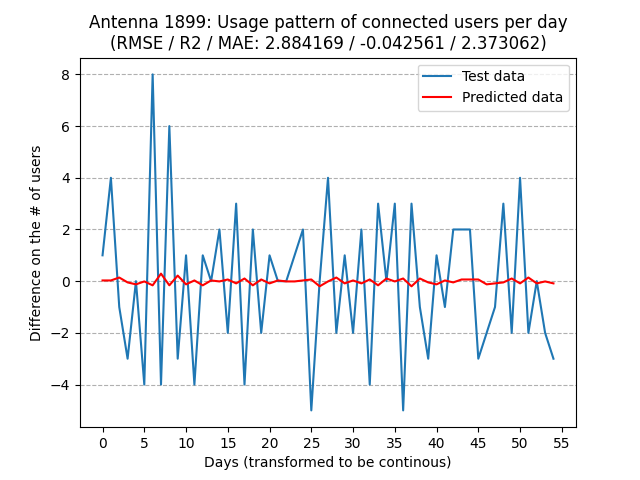 Antenna 1899: Usage pattern of connected users per day
(RMSE / R2 / MAE: 2.884169 / -0.042561 / 2.373062)
Test data
Predicted data
8
6
4
2
0
−2
−4
Difference on the # of users
0 5 10 15 20 25 30 35 40 45 50 55
Days (transformed to be continous)